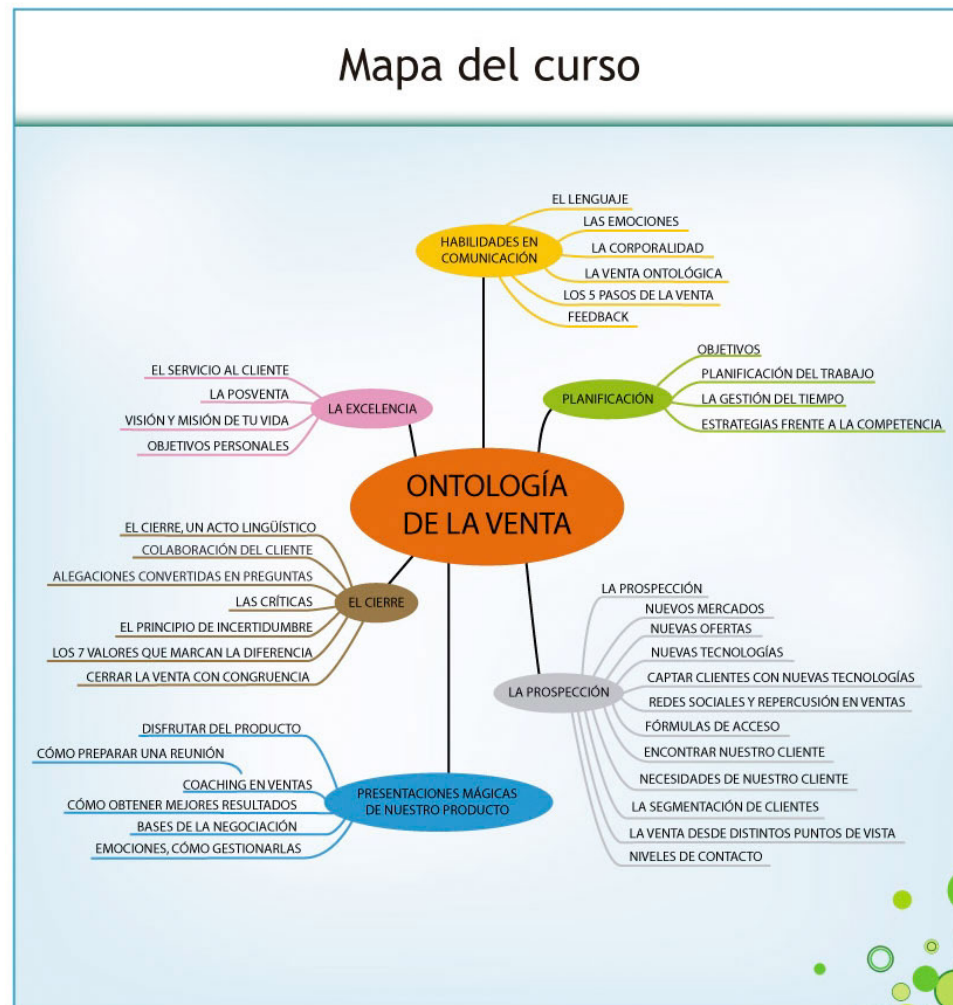 Mapa del curso
EL LENGUAJE
LAS EMOCIONES
HABILIDADES EN
COMUNICACIÓN
LA CORPORALIDAD
LA VENTA ONTOLÓGICA
LOS 5 PASOS DE LA VENTA
FEEDBACK
OBJETIVOS
PLANIFICACIÓN DEL TRABAJO
PLANIFICACIÓN
LA GESTIÓN DEL TIEMPO
ESTRATEGIAS FRENTE A LA COMPETENCIA
EL SERVICIO AL CLIENTE
LA POSVENTA
LA EXCELENCIA
VISIÓN Y MISIÓN DE TU VIDA
OBJETIVOS PERSONALES
ONTOLOGÍA
DE LA VENTA
EL CIERRE, UN ACTO LINGÜÍSTICO
COLABORACIÓN DEL CLIENTE
ALEGACIONES CONVERTIDAS EN PREGUNTAS
LAS CRÍTICAS
EL CIERRE
EL PRINCIPIO DE INCERTIDUMBRE
LOS 7 VALORES QUE MARCAN LA DIFERENCIA
CERRAR LA VENTA CON CONGRUENCIA
LA PROSPECCIÓN
NUEVOS MERCADOS
NUEVAS OFERTAS
NUEVAS TECNOLOGÍAS
CAPTAR CLIENTES CON NUEVAS TECNOLOGÍAS
LA PROSPECCIÓN
REDES SOCIALES Y REPERCUSIÓN EN VENTAS
FÓRMULAS DE ACCESO
ENCONTRAR NUESTRO CLIENTE
NECESIDADES DE NUESTRO CLIENTE
LA SEGMENTACIÓN DE CLIENTES
LA VENTA DESDE DISTINTOS PUNTOS DE VISTA
NIVELES DE CONTACTO
DISFRUTAR DEL PRODUCTO
CÓMO PREPARAR UNA REUNIÓN
COACHING EN VENTAS
PRESENTACIONES MÁGICAS
DE NUESTRO PRODUCTO
CÓMO OBTENER MEJORES RESULTADOS
BASES DE LA NEGOCIACIÓN
EMOCIONES, CÓMO GESTIONARLAS